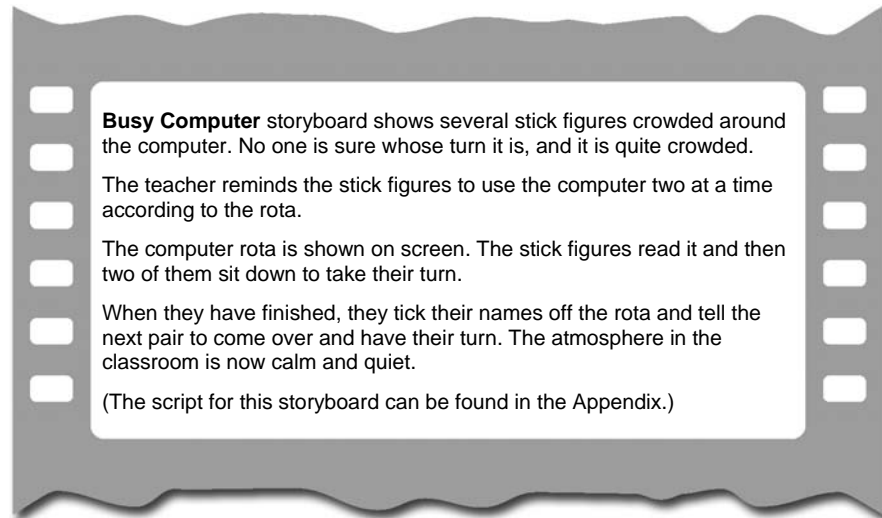 Busy Computer storyboard shows several stick figures crowded around
the computer. No one is sure whose turn it is, and it is quite crowded.
The teacher reminds the stick figures to use the computer two at a time
according to the rota.
The computer rota is shown on screen. The stick figures read it and then
two of them sit down to take their turn.
When they have finished, they tick their names off the rota and tell the
next pair to come over and have their turn. The atmosphere in the
classroom is now calm and quiet.
(The script for this storyboard can be found in the Appendix.)